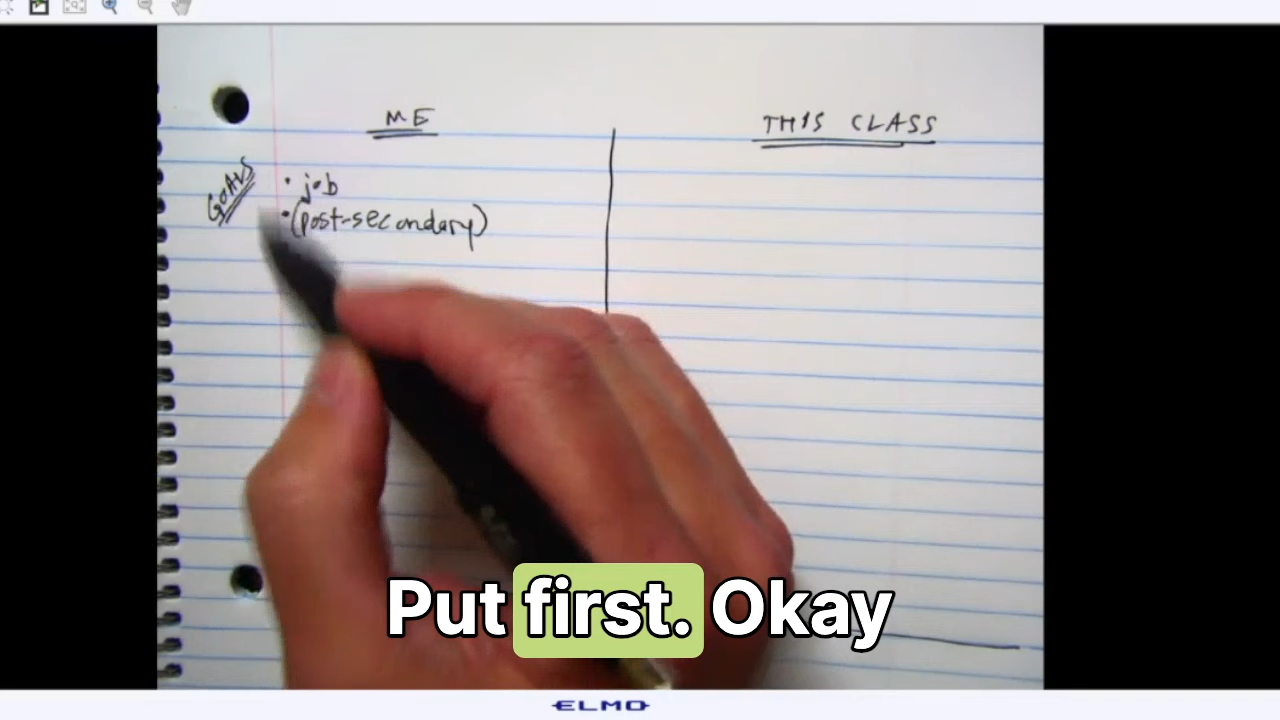 ME
THIS CLASS
GOALS
• job
• (post-secondary)
Put first. Okay
ELMO